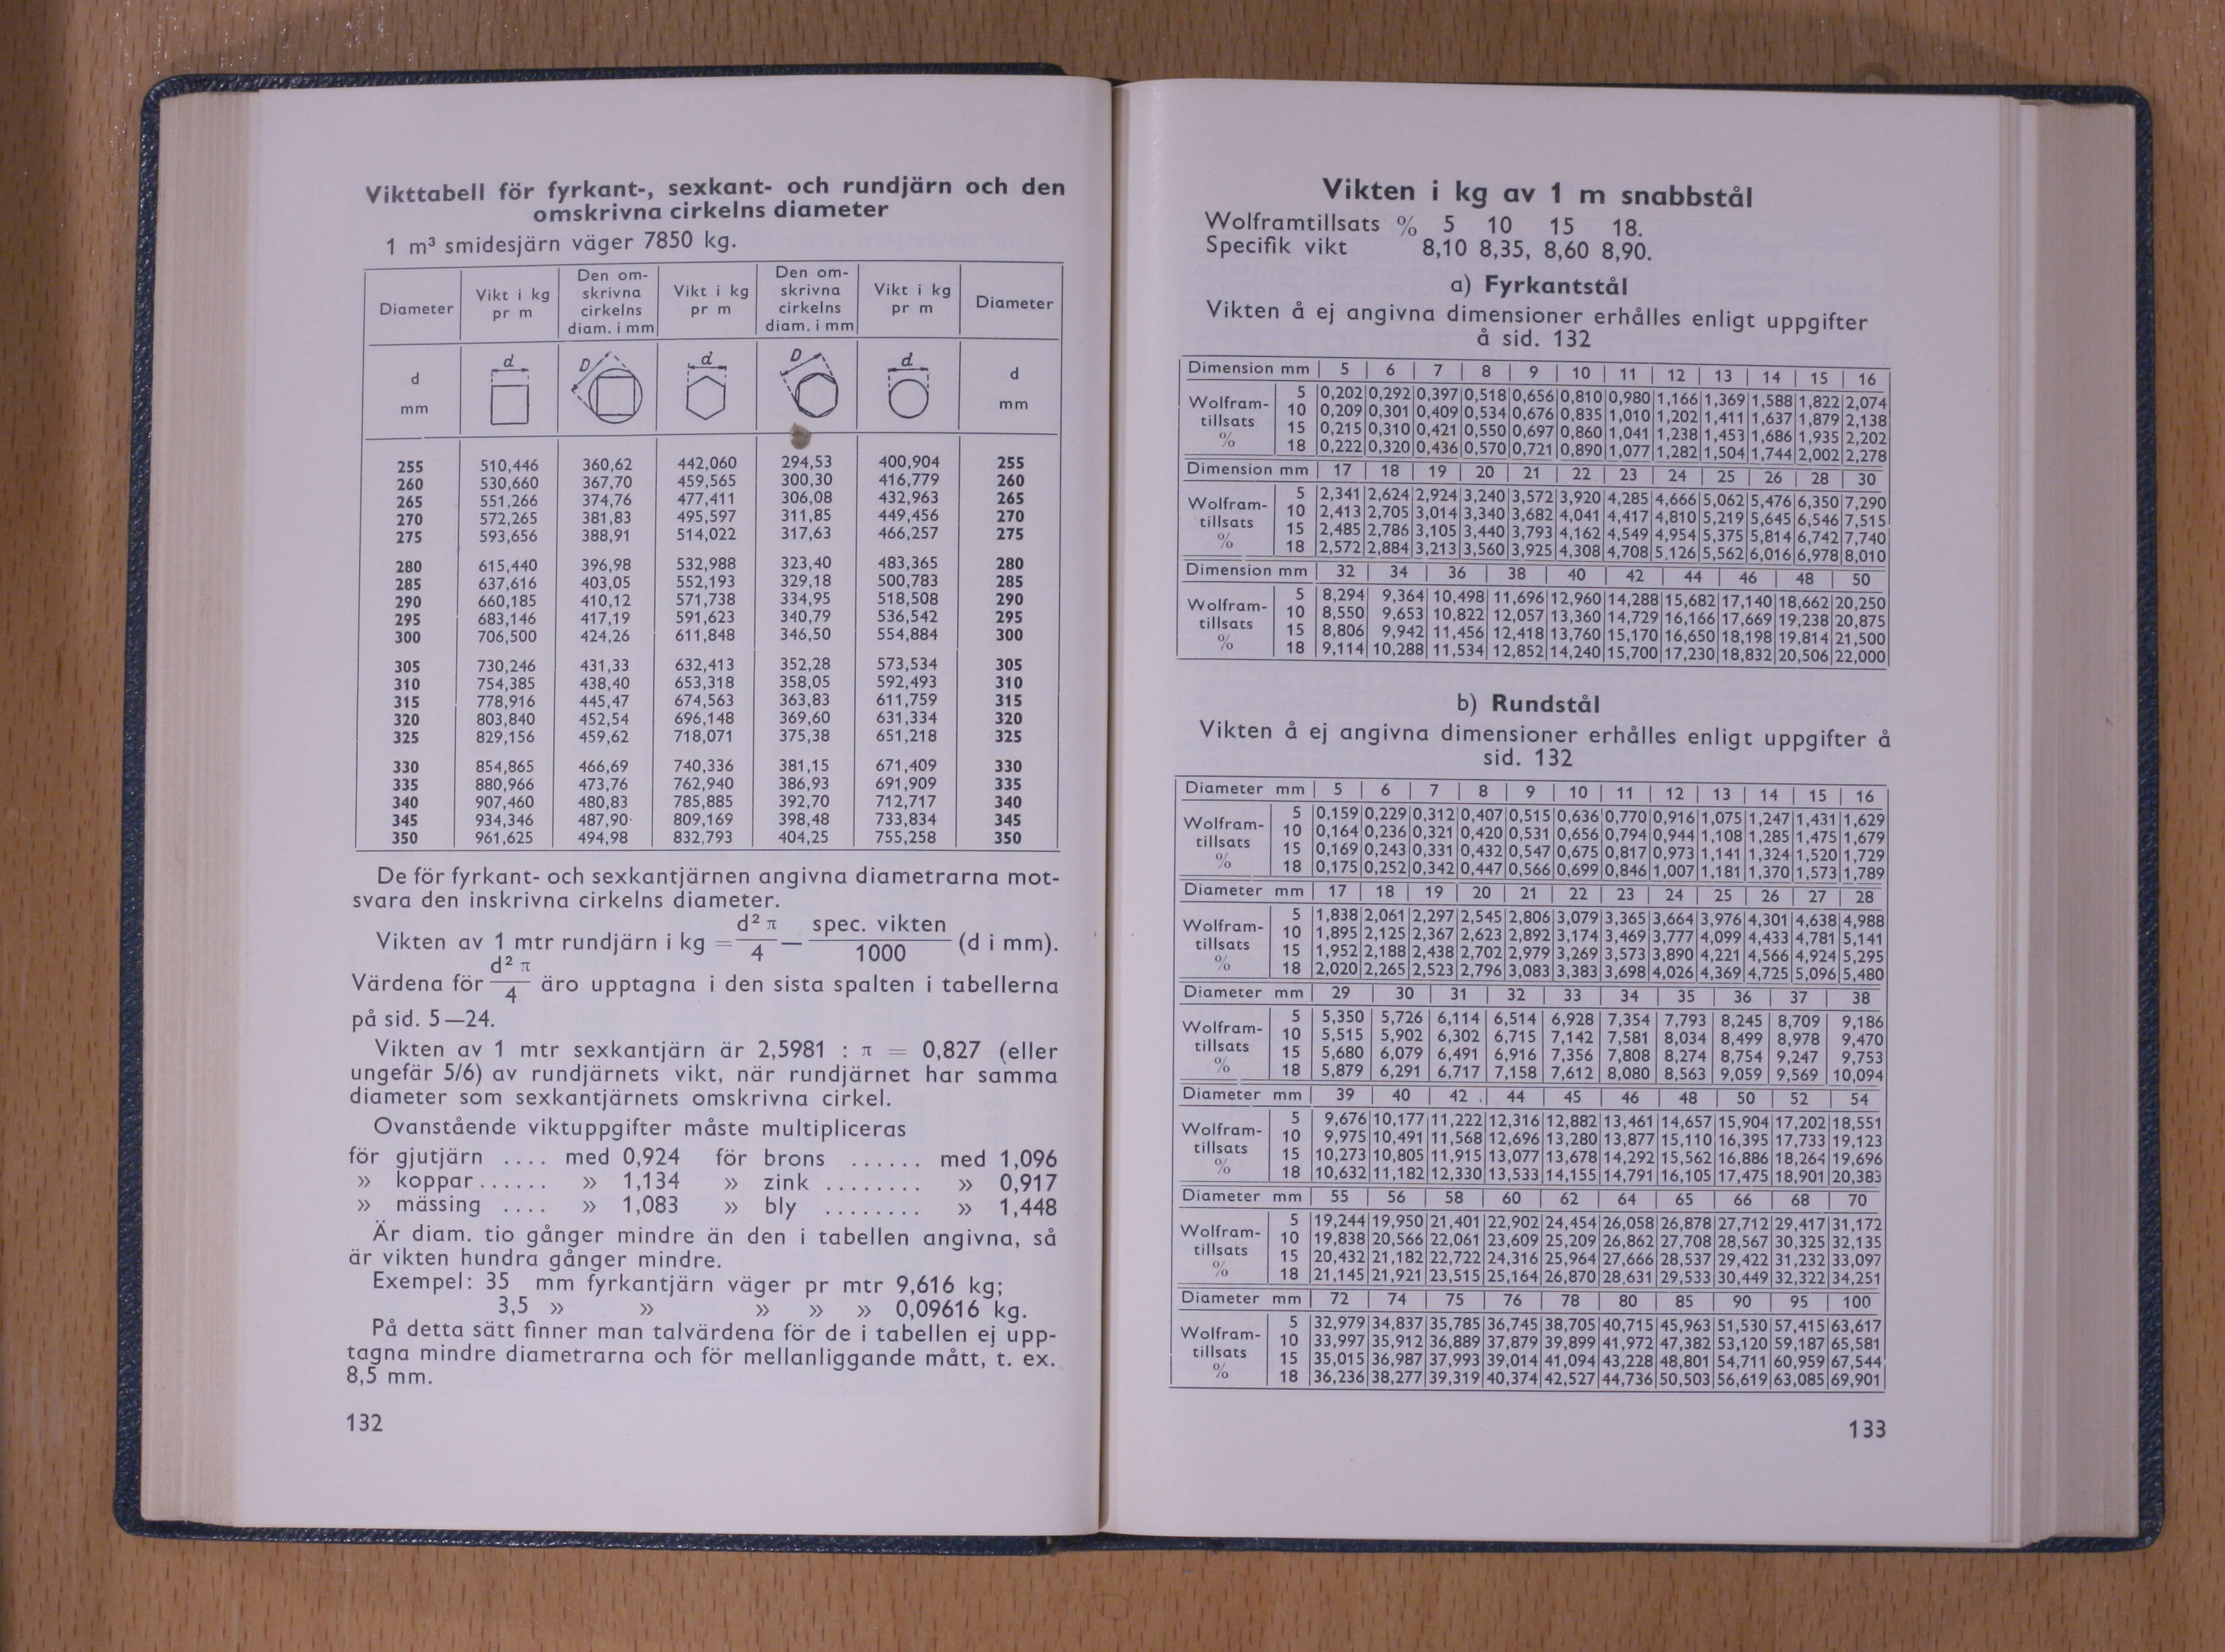 Vikttabell för fyrkant-, sexkant- och rundjärn och den
omskrivna cirkelns diameter
1 m³ smidesjärn väger 7850 kg.
Diameter | Vikt i kg pr m | Den omskrivna cirkelns diam. i mm | Vikt i kg pr m | Den omskrivna cirkelns diam. i mm | Vikt i kg pr m | Diameter
d mm | d | D | d | D | d | d mm
255 510,446 360,62 442,060 294,53 400,904 255
260 530,660 367,70 459,565 300,30 416,779 260
265 551,266 374,76 477,411 306,08 432,963 265
270 572,265 381,83 495,597 311,85 449,456 270
275 593,656 388,91 514,022 317,63 466,257 275
280 615,440 396,98 532,988 323,40 483,365 280
285 637,616 403,05 552,193 329,18 500,783 285
290 660,185 410,12 571,738 334,95 518,508 290
295 683,146 417,19 591,623 340,79 536,542 295
300 706,500 424,26 611,848 346,50 554,884 300
305 730,246 431,33 632,413 352,28 573,534 305
310 754,385 438,40 653,318 358,05 592,493 310
315 778,916 445,47 674,563 363,83 611,759 315
320 803,840 452,54 696,148 369,60 631,334 320
325 829,156 459,62 718,071 375,38 651,218 325
330 854,865 466,69 740,336 381,15 671,409 330
335 880,966 473,76 762,940 386,93 691,909 335
340 907,460 480,83 785,885 392,70 712,717 340
345 934,346 487,90 809,169 398,48 733,834 345
350 961,625 494,98 832,793 404,25 755,258 350
De för fyrkant- och sexkantjärnen angivna diametrarna mot-
svara den inskrivna cirkelns diameter.
Vikten av 1 mtr rundjärn i kg = d² π / 4 — spec. vikten / 1000 (d i mm).
Värdena för d² π / 4 äro upptagna i den sista spalten i tabellerna
på sid. 5—24.
Vikten av 1 mtr sexkantjärn är 2,5981 : π = 0,827 (eller
ungefär 5/6) av rundjärnets vikt, när rundjärnet har samma
diameter som sexkantjärnets omskrivna cirkel.
Ovanstående viktuppgifter måste multipliceras
för gjutjärn .... med 0,924 för brons ...... med 1,096
» koppar...... » 1,134 » zink ........ » 0,917
» mässing .... » 1,083 » bly ........ » 1,448
Är diam. tio gånger mindre än den i tabellen angivna, så
är vikten hundra gånger mindre.
Exempel: 35 mm fyrkantjärn väger pr mtr 9,616 kg;
3,5 » » » » » 0,09616 kg.
På detta sätt finner man talvärdena för de i tabellen ej upp-
tagna mindre diametrarna och för mellanliggande mått, t. ex.
8,5 mm.
132
Vikten i kg av 1 m snabbstål
Wolframtillsats % 5 10 15 18.
Specifik vikt 8,10 8,35, 8,60 8,90.
a) Fyrkantstål
Vikten å ej angivna dimensioner erhålles enligt uppgifter
å sid. 132
Dimension mm | 5 | 6 | 7 | 8 | 9 | 10 | 11 | 12 | 13 | 14 | 15 | 16
Wolframtillsats %
5 |0,202|0,292|0,397|0,518|0,656|0,810|0,980|1,166|1,369|1,588|1,822|2,074
10 |0,209|0,301|0,409|0,534|0,676|0,835|1,010|1,202|1,411|1,637|1,879|2,138
15 |0,215|0,310|0,421|0,550|0,697|0,860|1,041|1,238|1,453|1,686|1,935|2,202
18 |0,222|0,320|0,436|0,570|0,721|0,890|1,077|1,282|1,504|1,744|2,002|2,278
Dimension mm | 17 | 18 | 19 | 20 | 21 | 22 | 23 | 24 | 25 | 26 | 28 | 30
Wolframtillsats %
5 |2,341|2,624|2,924|3,240|3,572|3,920|4,285|4,666|5,062|5,476|6,350|7,290
10 |2,413|2,705|3,014|3,340|3,682|4,041|4,417|4,810|5,219|5,645|6,546|7,515
15 |2,485|2,786|3,105|3,440|3,793|4,162|4,549|4,954|5,375|5,814|6,742|7,740
18 |2,572|2,884|3,213|3,560|3,925|4,308|4,708|5,126|5,562|6,016|6,978|8,010
Dimension mm | 32 | 34 | 36 | 38 | 40 | 42 | 44 | 46 | 48 | 50
Wolframtillsats %
5 |8,294| 9,364|10,498|11,696|12,960|14,288|15,682|17,140|18,662|20,250
10 |8,550| 9,653|10,822|12,057|13,360|14,729|16,166|17,669|19,238|20,875
15 |8,806| 9,942|11,456|12,418|13,760|15,170|16,650|18,198|19,814|21,500
18 |9,114|10,288|11,534|12,852|14,240|15,700|17,230|18,832|20,506|22,000
b) Rundstål
Vikten å ej angivna dimensioner erhålles enligt uppgifter å
sid. 132
Diameter mm | 5 | 6 | 7 | 8 | 9 | 10 | 11 | 12 | 13 | 14 | 15 | 16
Wolframtillsats %
5 |0,159|0,229|0,312|0,407|0,515|0,636|0,770|0,916|1,075|1,247|1,431|1,629
10 |0,164|0,236|0,321|0,420|0,531|0,656|0,794|0,944|1,108|1,285|1,475|1,679
15 |0,169|0,243|0,331|0,432|0,547|0,675|0,817|0,973|1,141|1,324|1,520|1,729
18 |0,175|0,252|0,342|0,447|0,566|0,699|0,846|1,007|1,181|1,370|1,573|1,789
Diameter mm | 17 | 18 | 19 | 20 | 21 | 22 | 23 | 24 | 25 | 26 | 27 | 28
Wolframtillsats %
5 |1,838|2,061|2,297|2,545|2,806|3,079|3,365|3,664|3,976|4,301|4,638|4,988
10 |1,895|2,125|2,367|2,623|2,892|3,174|3,469|3,777|4,099|4,433|4,781|5,141
15 |1,952|2,188|2,438|2,702|2,979|3,269|3,573|3,890|4,221|4,566|4,924|5,295
18 |2,020|2,265|2,523|2,796|3,083|3,383|3,698|4,026|4,369|4,725|5,096|5,480
Diameter mm | 29 | 30 | 31 | 32 | 33 | 34 | 35 | 36 | 37 | 38
Wolframtillsats %
5 | 5,350 | 5,726 | 6,114 | 6,514 | 6,928 | 7,354 | 7,793 | 8,245 | 8,709 | 9,186
10 | 5,515 | 5,902 | 6,302 | 6,715 | 7,142 | 7,581 | 8,034 | 8,499 | 8,978 | 9,470
15 | 5,680 | 6,079 | 6,491 | 6,916 | 7,356 | 7,808 | 8,274 | 8,754 | 9,247 | 9,753
18 | 5,879 | 6,291 | 6,717 | 7,158 | 7,612 | 8,080 | 8,563 | 9,059 | 9,569 | 10,094
Diameter mm | 39 | 40 | 42 | 44 | 45 | 46 | 48 | 50 | 52 | 54
Wolframtillsats %
5 | 9,676|10,177|11,222|12,316|12,882|13,461|14,657|15,904|17,202|18,551
10 | 9,975|10,491|11,568|12,696|13,280|13,877|15,110|16,395|17,733|19,123
15 |10,273|10,805|11,915|13,077|13,678|14,292|15,562|16,886|18,264|19,696
18 |10,632|11,182|12,330|13,533|14,155|14,791|16,105|17,475|18,901|20,383
Diameter mm | 55 | 56 | 58 | 60 | 62 | 64 | 65 | 66 | 68 | 70
Wolframtillsats %
5 |19,244|19,950|21,401|22,902|24,454|26,058|26,878|27,712|29,417|31,172
10 |19,838|20,566|22,061|23,609|25,209|26,862|27,708|28,567|30,325|32,135
15 |20,432|21,182|22,722|24,316|25,964|27,666|28,537|29,422|31,232|33,097
18 |21,145|21,921|23,515|25,164|26,870|28,631|29,533|30,449|32,322|34,251
Diameter mm | 72 | 74 | 75 | 76 | 78 | 80 | 85 | 90 | 95 | 100
Wolframtillsats %
5 |32,979|34,837|35,785|36,745|38,705|40,715|45,963|51,530|57,415|63,617
10 |33,997|35,912|36,889|37,879|39,899|41,972|47,382|53,120|59,187|65,581
15 |35,015|36,987|37,993|39,014|41,094|43,228|48,801|54,711|60,959|67,544
18 |36,236|38,277|39,319|40,374|42,527|44,736|50,503|56,619|63,085|69,901
133